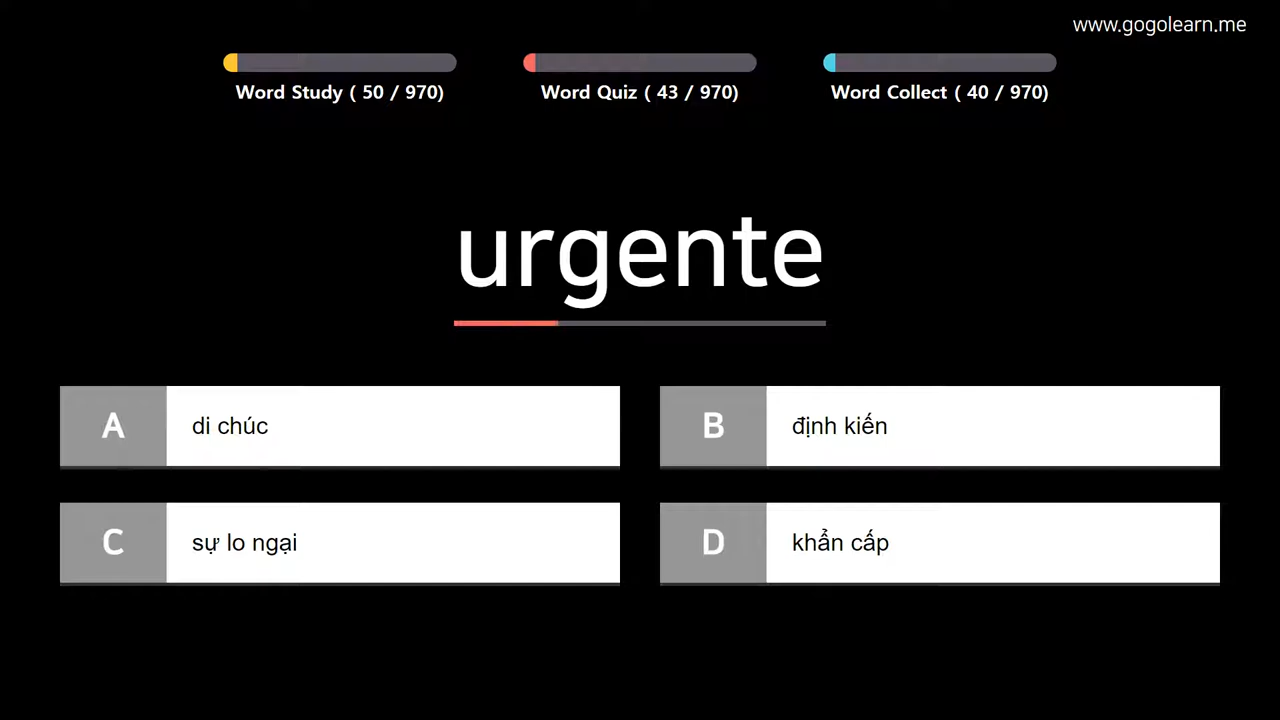 www.gogolearn.me
Word Study ( 50 / 970)
Word Quiz ( 43 / 970)
Word Collect ( 40 / 970)
urgente
A di chúc
B định kiến
C sự lo ngại
D khẩn cấp